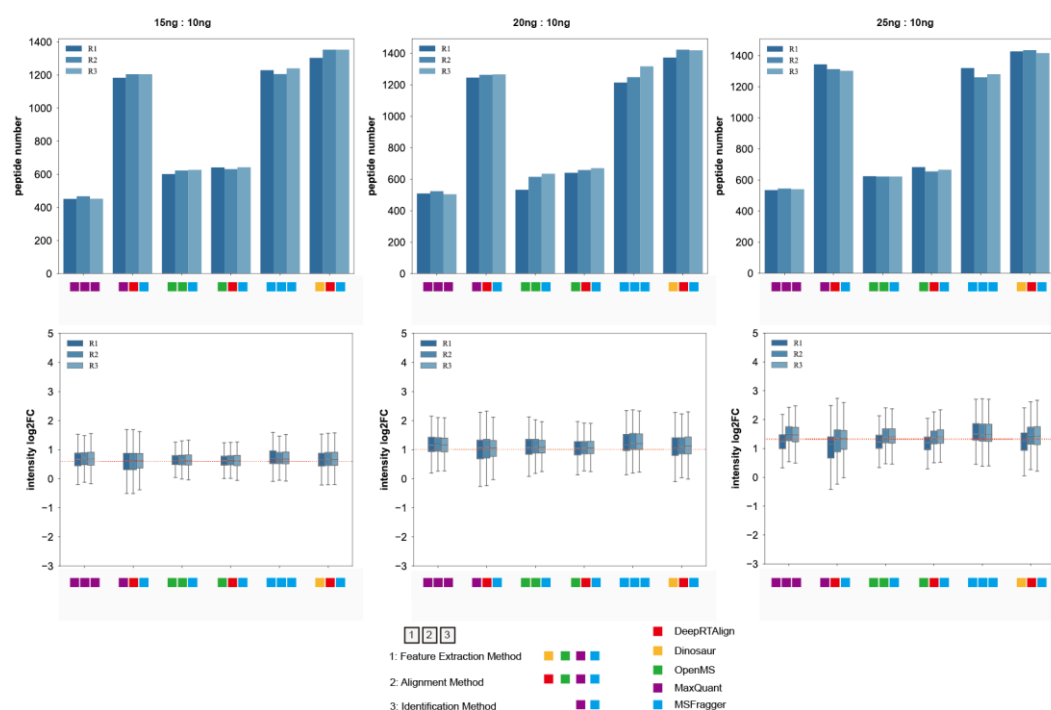 15ng : 10ng
20ng : 10ng
25ng : 10ng
1400
1200
1000
800
600
400
200
0
peptide number
R1
R2
R3
1400
1200
1000
800
600
400
200
0
peptide number
R1
R2
R3
1400
1200
1000
800
600
400
200
0
peptide number
R1
R2
R3
5
4
3
2
1
0
−1
−2
−3
intensity log2FC
R1
R2
R3
5
4
3
2
1
0
−1
−2
−3
intensity log2FC
R1
R2
R3
5
4
3
2
1
0
−1
−2
−3
intensity log2FC
R1
R2
R3
1 2 3
1: Feature Extraction Method
2: Alignment Method
3: Identification Method
DeepRTAlign
Dinosaur
OpenMS
MaxQuant
MSFragger